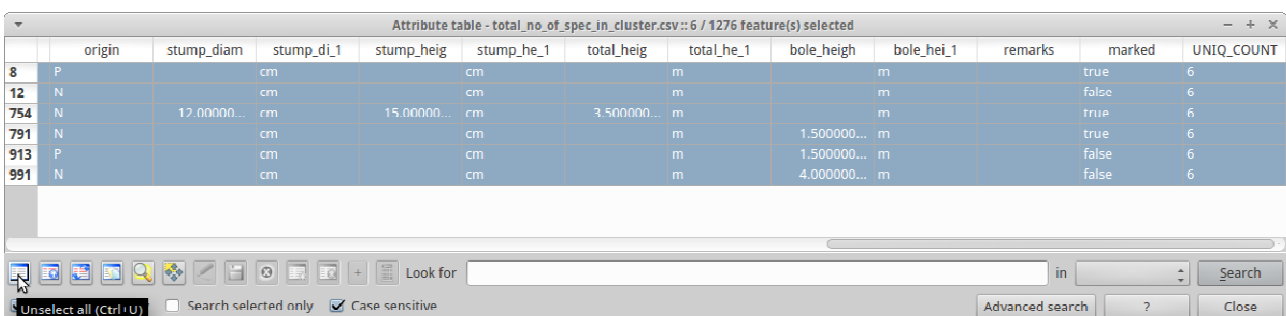 Attribute table - total_no_of_spec_in_cluster.csv :: 6 / 1276 feature(s) selected
origin stump_diam stump_di_1 stump_heig stump_he_1 total_heig total_he_1 bole_heigh bole_hei_1 remarks marked UNIQ_COUNT
8 P cm cm m m true 6
12 N cm cm m m false 6
754 N 12.00000... cm 15.00000... cm 3.500000... m m true 6
791 N cm cm m 1.500000... m true 6
913 P cm cm m 1.500000... m false 6
991 N cm cm m 4.000000... m false 6
Look for in Search
Unselect all (Ctrl+U) Search selected only Case sensitive Advanced search ? Close